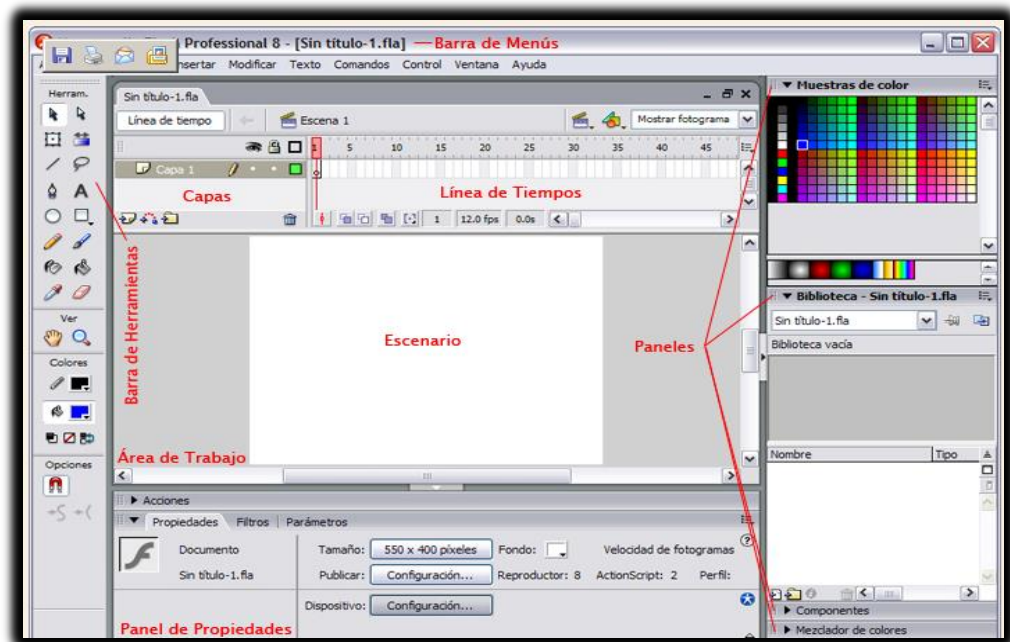 Professional 8 - [Sin título-1.fla] Barra de Menús
nsertar Modificar Texto Comandos Control Ventana Ayuda
Herram.
Sin título-1.fla
Línea de tiempo
Escena 1
Mostrar fotograma
1 5 10 15 20 25 30 35 40 45
Capa 1
Capas
Línea de Tiempos
1 12.0 fps 0.0s
Barra de Herramientas
Ver
Colores
Opciones
Escenario
Paneles
Área de Trabajo
Acciones
Propiedades Filtros Parámetros
Documento
Sin título-1.fla
Tamaño: 550 x 400 píxeles Fondo: Velocidad de fotogramas
Publicar: Configuración... Reproductor: 8 ActionScript: 2 Perfil:
Dispositivo: Configuración...
Panel de Propiedades
Muestras de color
Biblioteca - Sin título-1.fla
Sin título-1.fla
Biblioteca vacía
Nombre Tipo
Componentes
Mezclador de colores